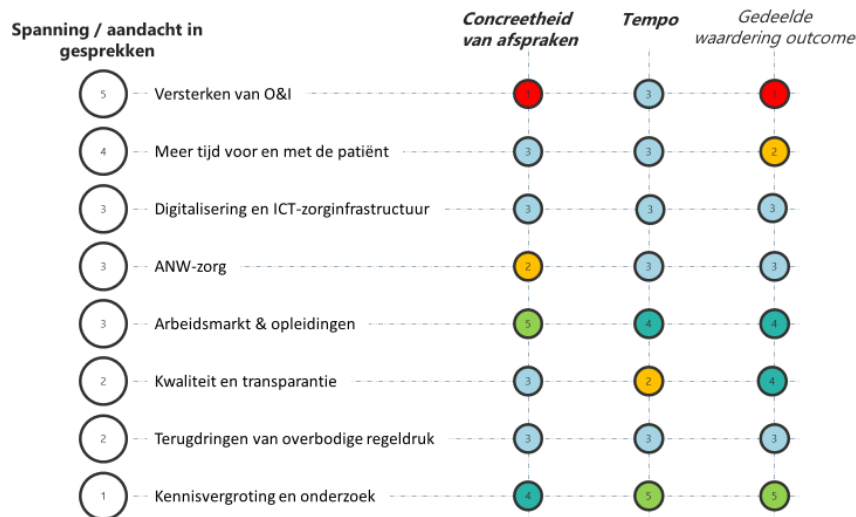 Spanning / aandacht in
gesprekken
Concreetheid
van afspraken
Tempo
Gedeelde
waardering outcome
5 Versterken van O&I 1 3 1
4 Meer tijd voor en met de patiënt 3 3 2
3 Digitalisering en ICT-zorginfrastructuur 3 3 3
3 ANW-zorg 2 3 3
3 Arbeidsmarkt & opleidingen 5 4 4
2 Kwaliteit en transparantie 3 2 4
2 Terugdringen van overbodige regeldruk 3 3 3
1 Kennisvergroting en onderzoek 4 5 5